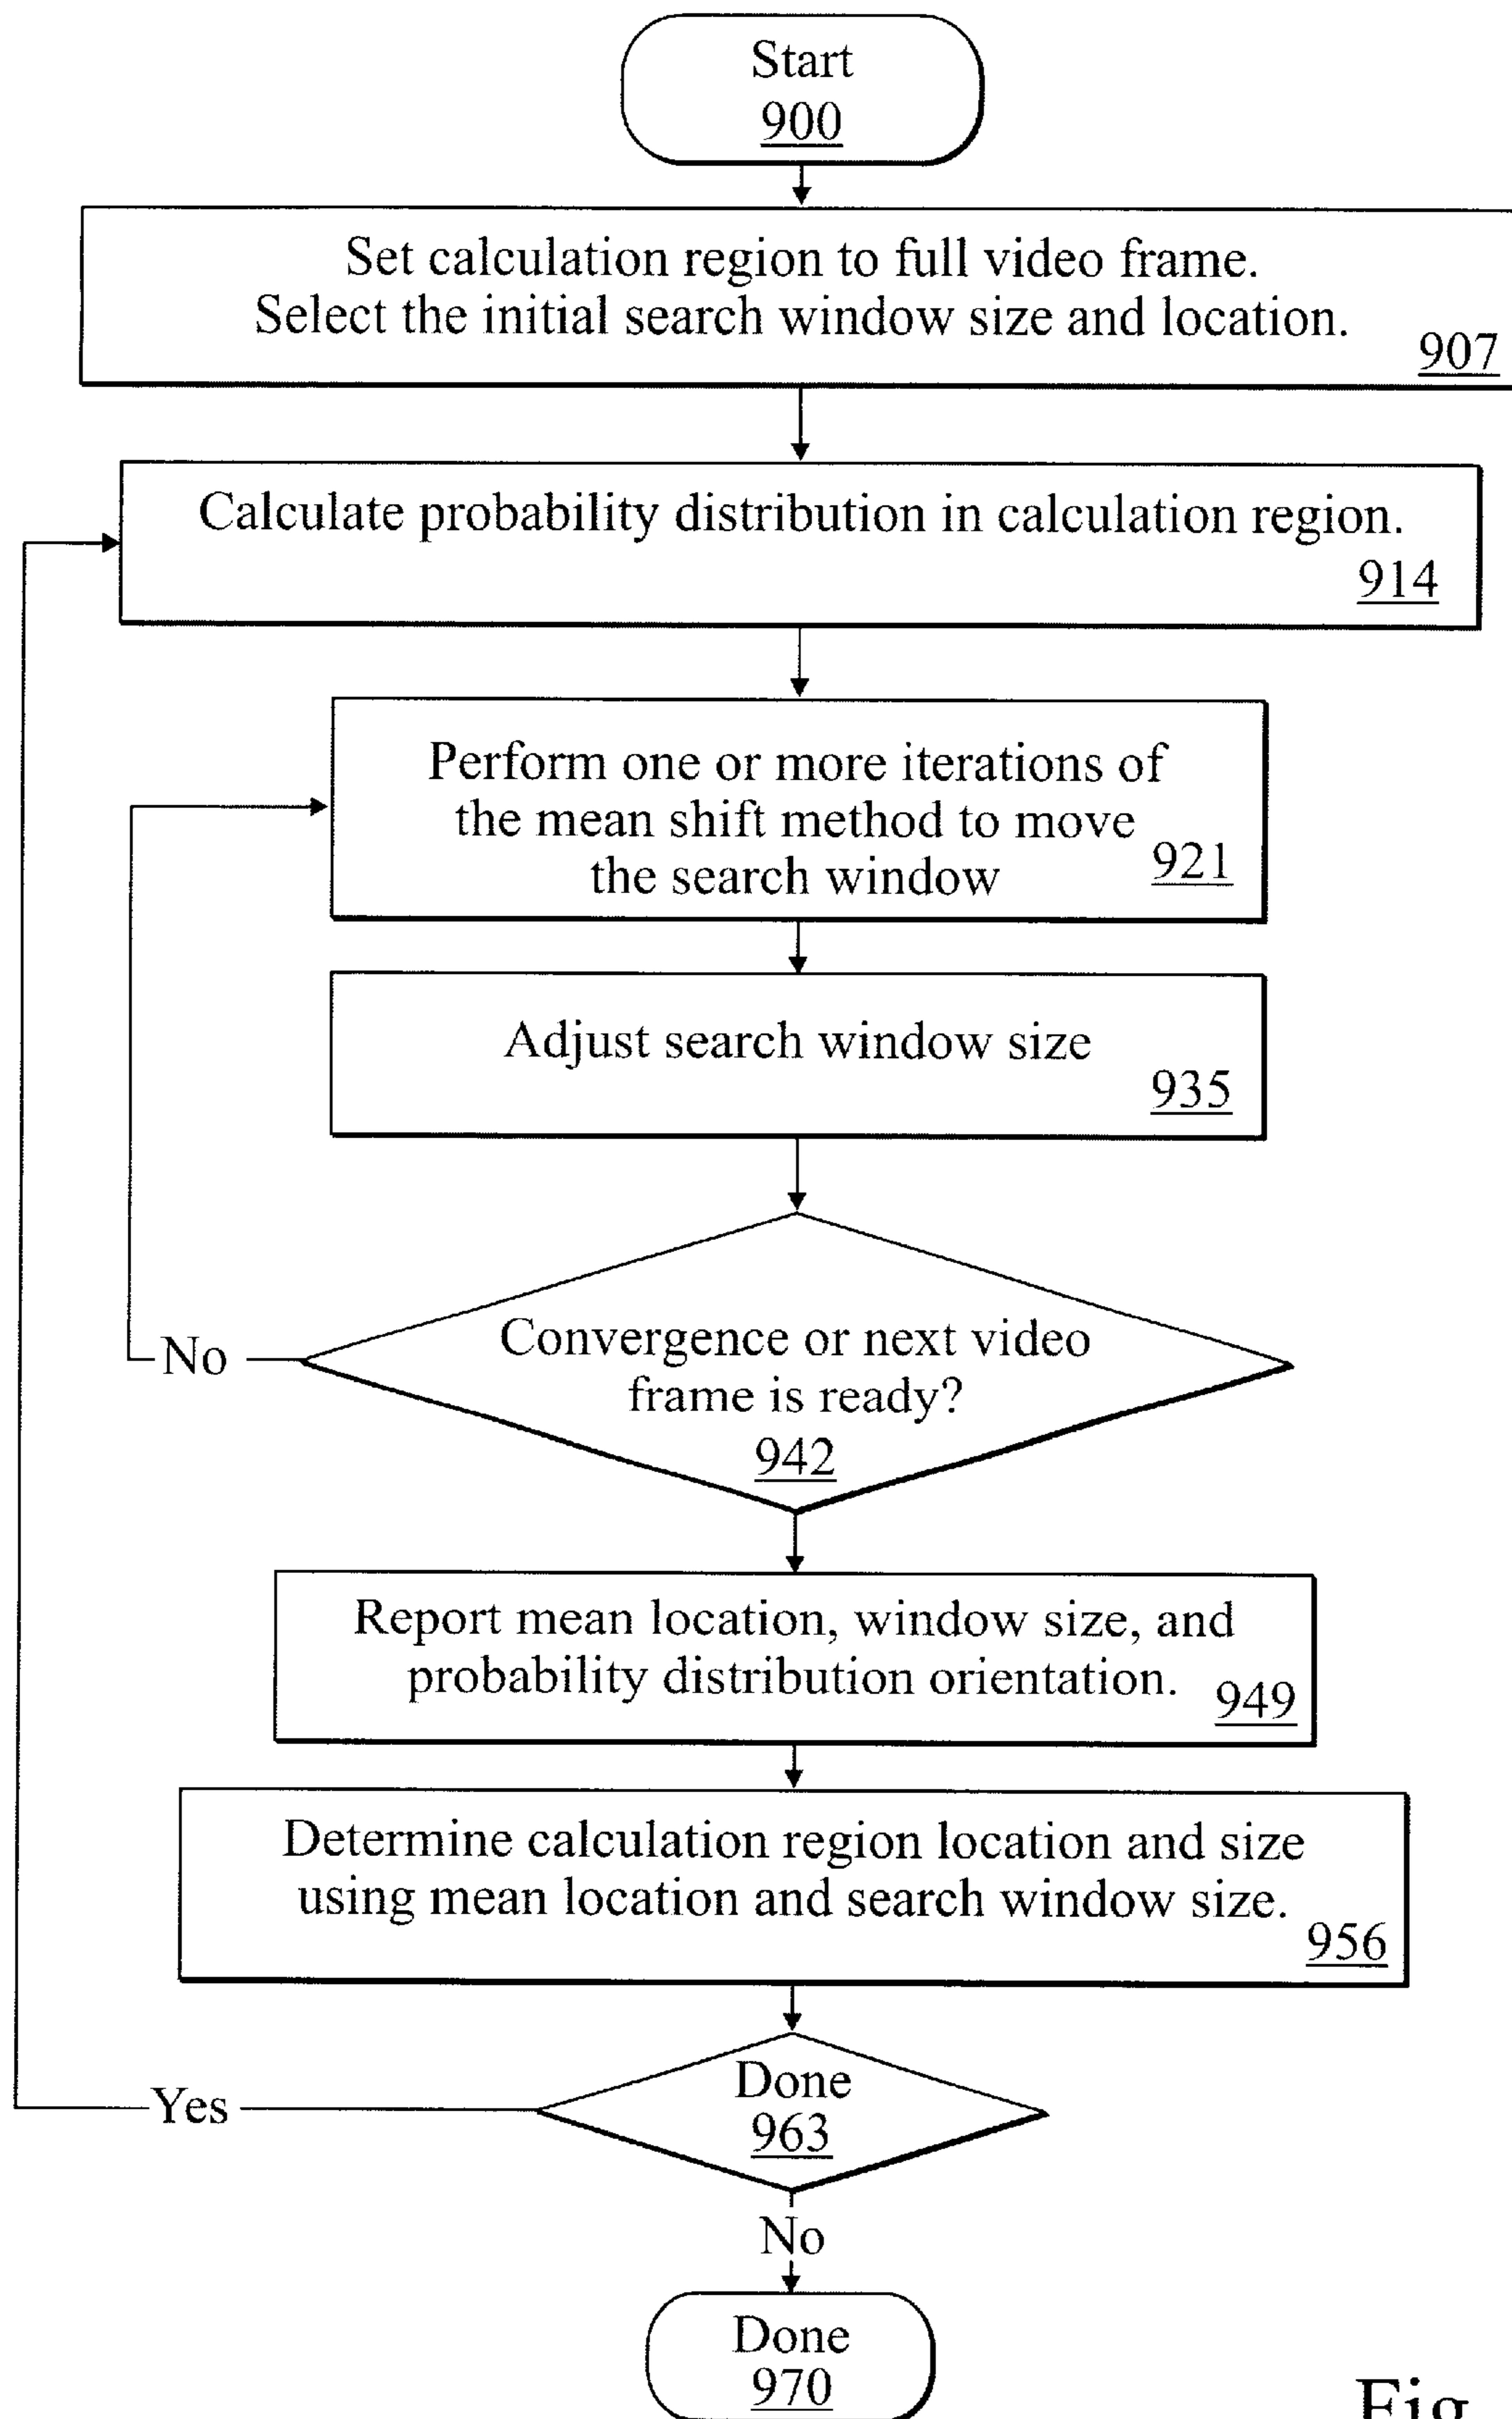 Start
900
Set calculation region to full video frame.
Select the initial search window size and location.
907
Calculate probability distribution in calculation region.
914
Perform one or more iterations of
the mean shift method to move
the search window
921
Adjust search window size
935
Convergence or next video
frame is ready?
942
No
Report mean location, window size, and
probability distribution orientation.
949
Determine calculation region location and size
using mean location and search window size.
956
Done
963
Yes
No
Done
970
Fig